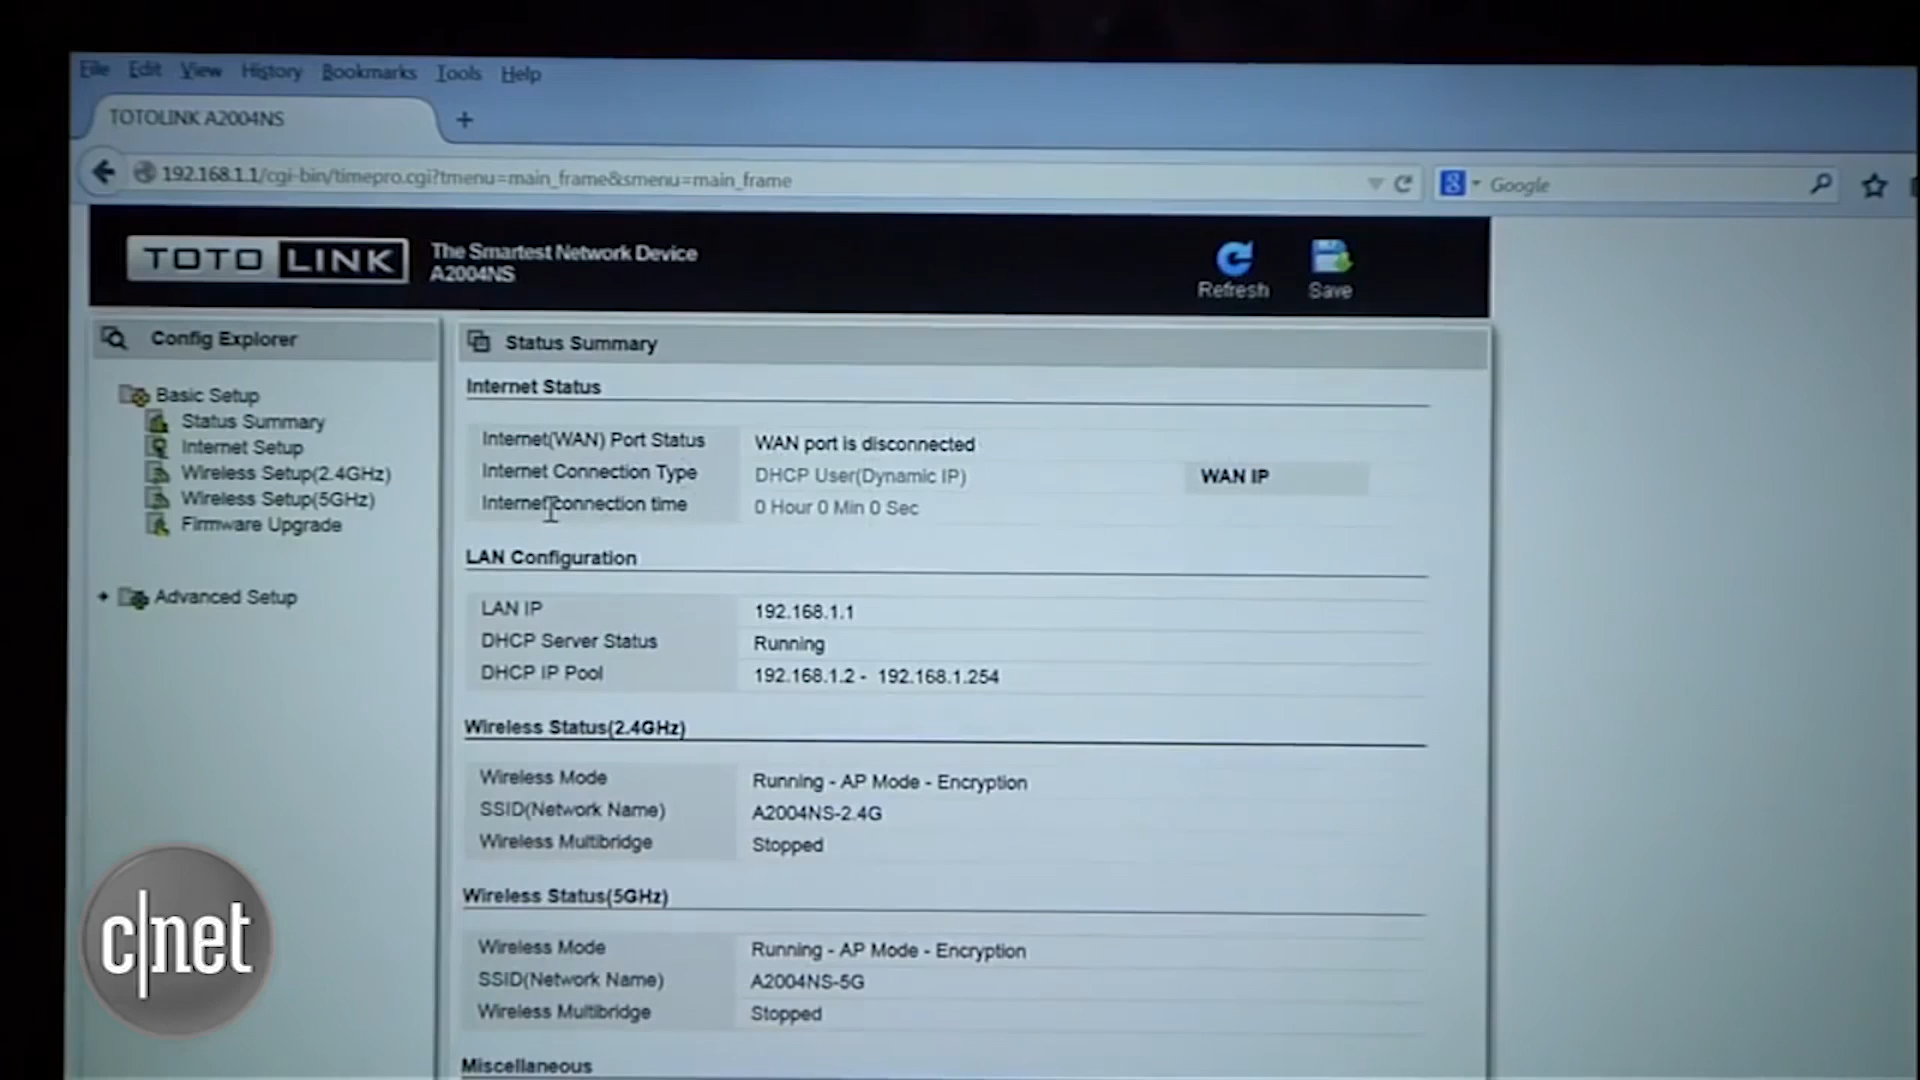 File Edit View History Bookmarks Tools Help
TOTOLINK A2004NS +
192.168.1.1/cgi-bin/timepro.cgi?tmenu=main_frame&smenu=main_frame
8 Google
TOTO LINK
The Smartest Network Device
A2004NS
Refresh Save
Config Explorer
Basic Setup
Status Summary
Internet Setup
Wireless Setup(2.4GHz)
Wireless Setup(5GHz)
Firmware Upgrade
Advanced Setup
Status Summary
Internet Status
Internet(WAN) Port Status WAN port is disconnected
Internet Connection Type DHCP User(Dynamic IP) WAN IP
Internet connection time 0 Hour 0 Min 0 Sec
LAN Configuration
LAN IP 192.168.1.1
DHCP Server Status Running
DHCP IP Pool 192.168.1.2 - 192.168.1.254
Wireless Status(2.4GHz)
Wireless Mode Running - AP Mode - Encryption
SSID(Network Name) A2004NS-2.4G
Wireless Multibridge Stopped
Wireless Status(5GHz)
Wireless Mode Running - AP Mode - Encryption
SSID(Network Name) A2004NS-5G
Wireless Multibridge Stopped
Miscellaneous
c|net